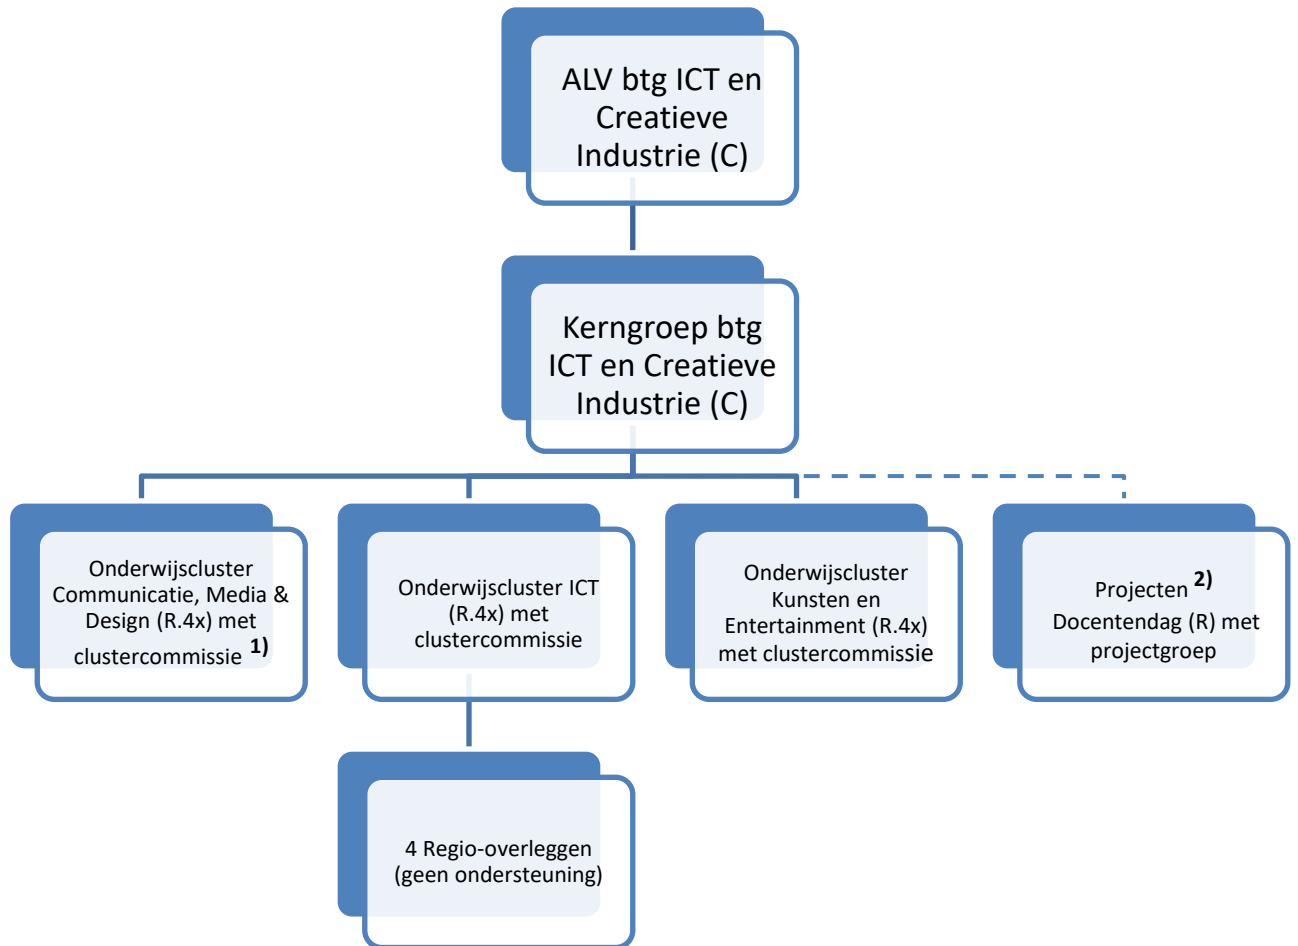 ALV btg ICT en
Creatieve
Industrie (C)
Kerngroep btg
ICT en Creatieve
Industrie (C)
Onderwijscluster
Communicatie, Media &
Design (R.4x) met
clustercommissie 1)
Onderwijscluster ICT
(R.4x) met
clustercommissie
Onderwijscluster
Kunsten en
Entertainment (R.4x)
met clustercommissie
Projecten 2)
Docentendag (R) met
projectgroep
4 Regio-overleggen
(geen ondersteuning)